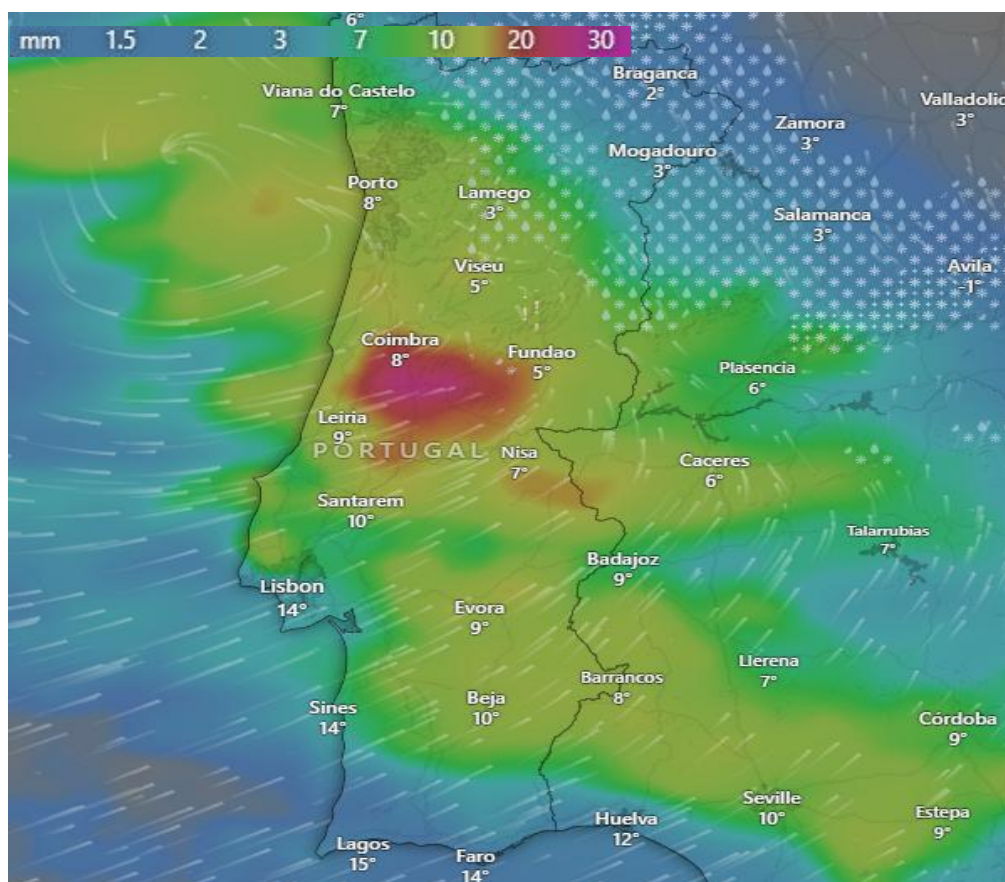 6°
mm 1.5 2 3 7 10 20 30
Braganca
2°
Viana do Castelo
7°
Valladolid
3°
Zamora
3°
Mogadouro
3°
Porto
8°
Lamego
3°
Salamanca
3°
Viseu
5°
Avila
-1°
Coimbra
8°
Fundao
5°
Plasencia
6°
Leiria
9°
PORTUGAL
Nisa
7°
Caceres
6°
Santarem
10°
Talarrubias
7°
Badajoz
9°
Lisbon
14°
Evora
9°
Llerena
7°
Barrancos
8°
Beja
10°
Sines
14°
Córdoba
9°
Seville
10°
Estepa
9°
Huelva
12°
Lagos
15°
Faro
14°